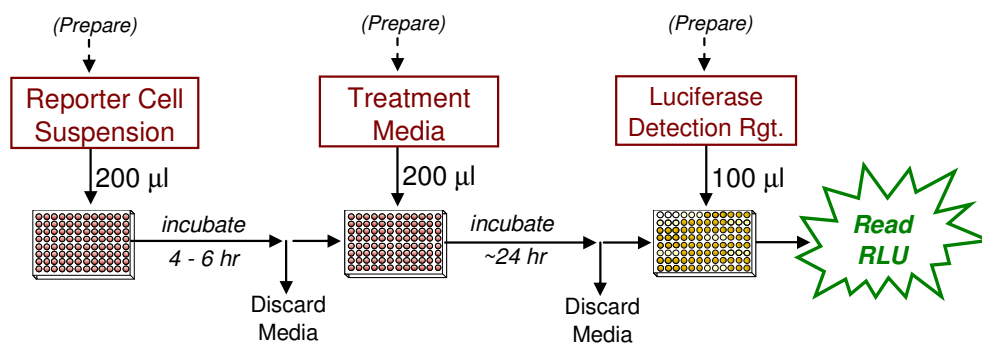 (Prepare)
(Prepare)
(Prepare)
Reporter Cell
Suspension
Treatment
Media
Luciferase
Detection Rgt.
200 µl
200 µl
100 µl
incubate
4 - 6 hr
incubate
~24 hr
Read
RLU
Discard
Media
Discard
Media